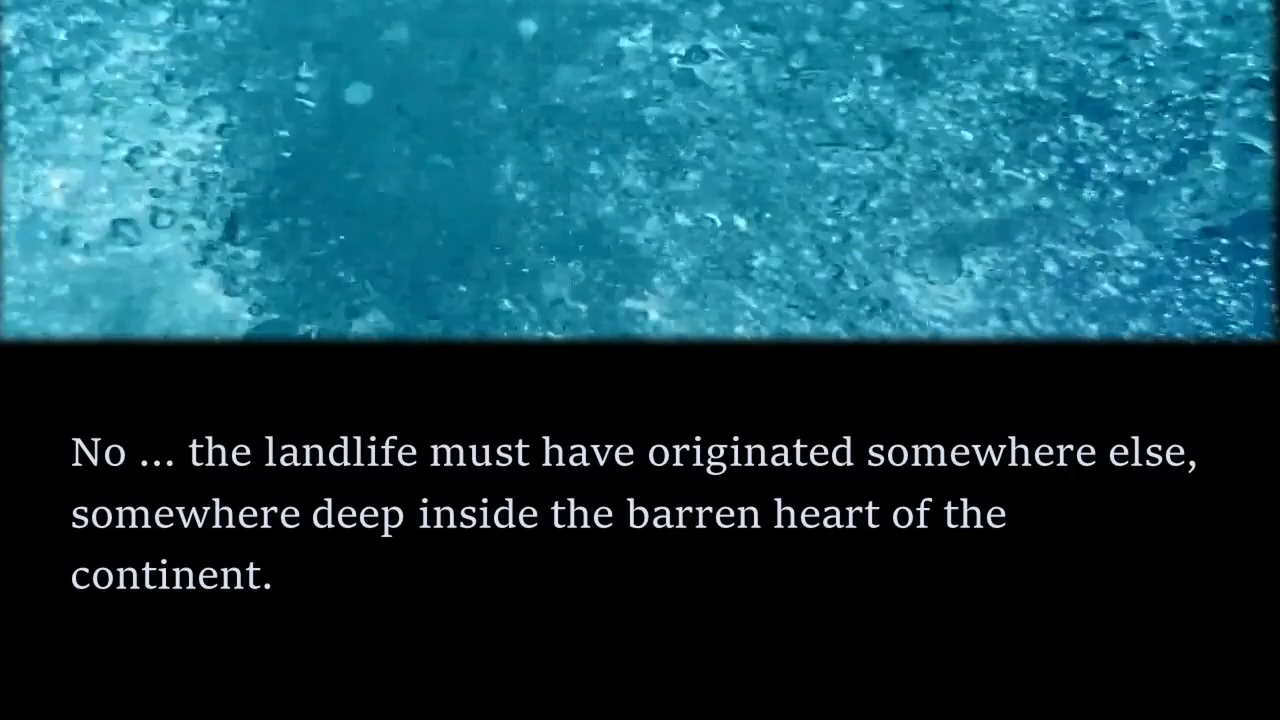 No ... the landlife must have originated somewhere else,
somewhere deep inside the barren heart of the
continent.